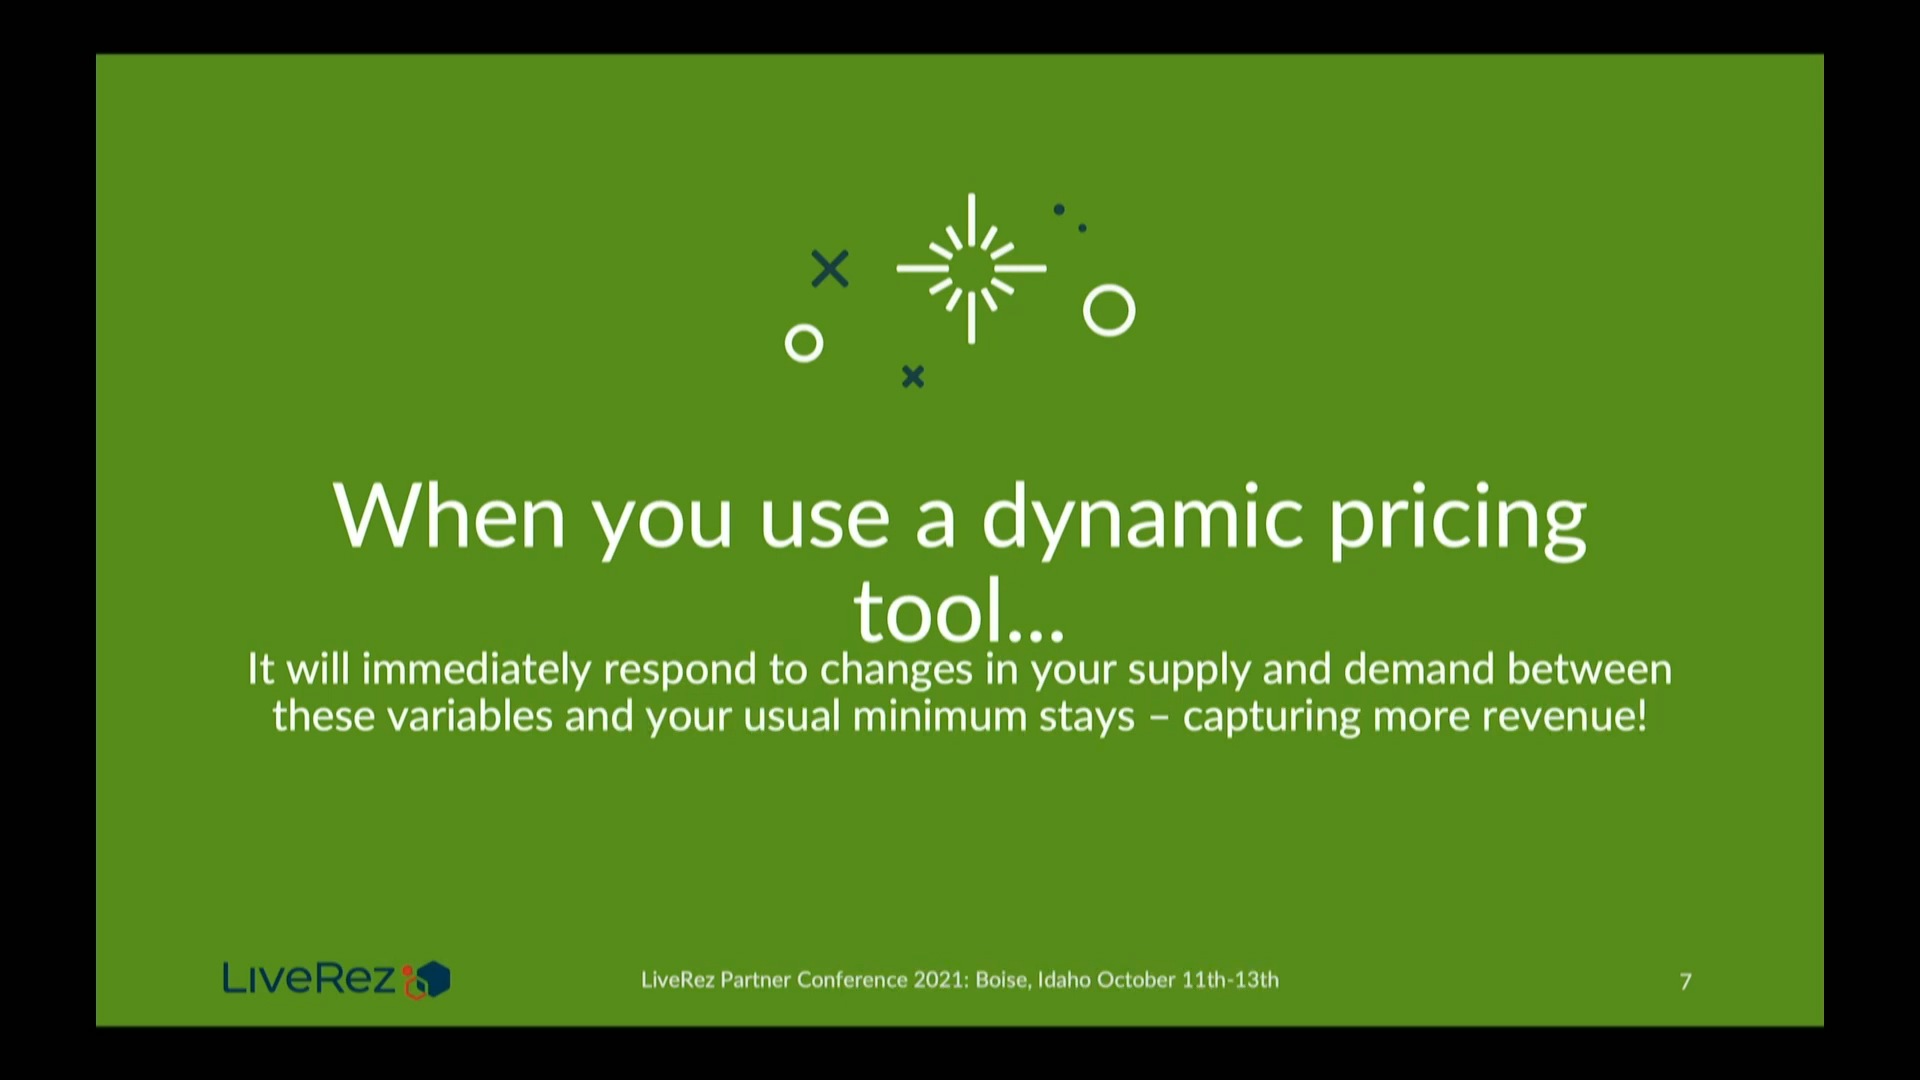 When you use a dynamic pricing
tool...
It will immediately respond to changes in your supply and demand between
these variables and your usual minimum stays – capturing more revenue!
LiveRez
LiveRez Partner Conference 2021: Boise, Idaho October 11th-13th
7